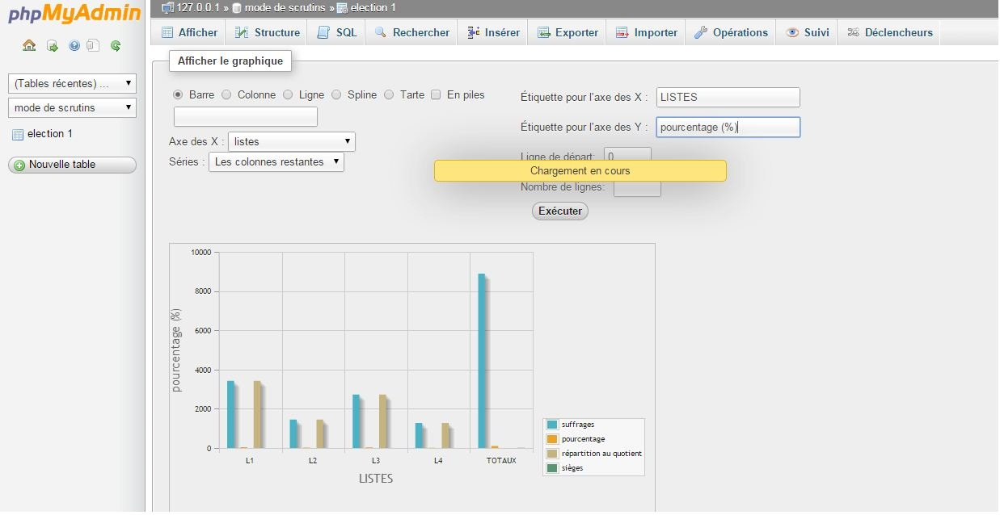 phpMyAdmin
127.0.0.1 » mode de scrutins » election 1
Afficher Structure SQL Rechercher Insérer Exporter Importer Opérations Suivi Déclencheurs
(Tables récentes) ...
mode de scrutins
election 1
Nouvelle table
Afficher le graphique
Barre Colonne Ligne Spline Tarte En piles
Axe des X : listes
Séries : Les colonnes restantes
Étiquette pour l'axe des X : LISTES
Étiquette pour l'axe des Y : pourcentage (%)
Ligne de départ: 0
Chargement en cours
Nombre de lignes:
Exécuter
pourcentage (%)
10000
8000
6000
4000
2000
0
L1 L2 L3 L4 TOTAUX
LISTES
suffrages
pourcentage
répartition au quotient
sièges